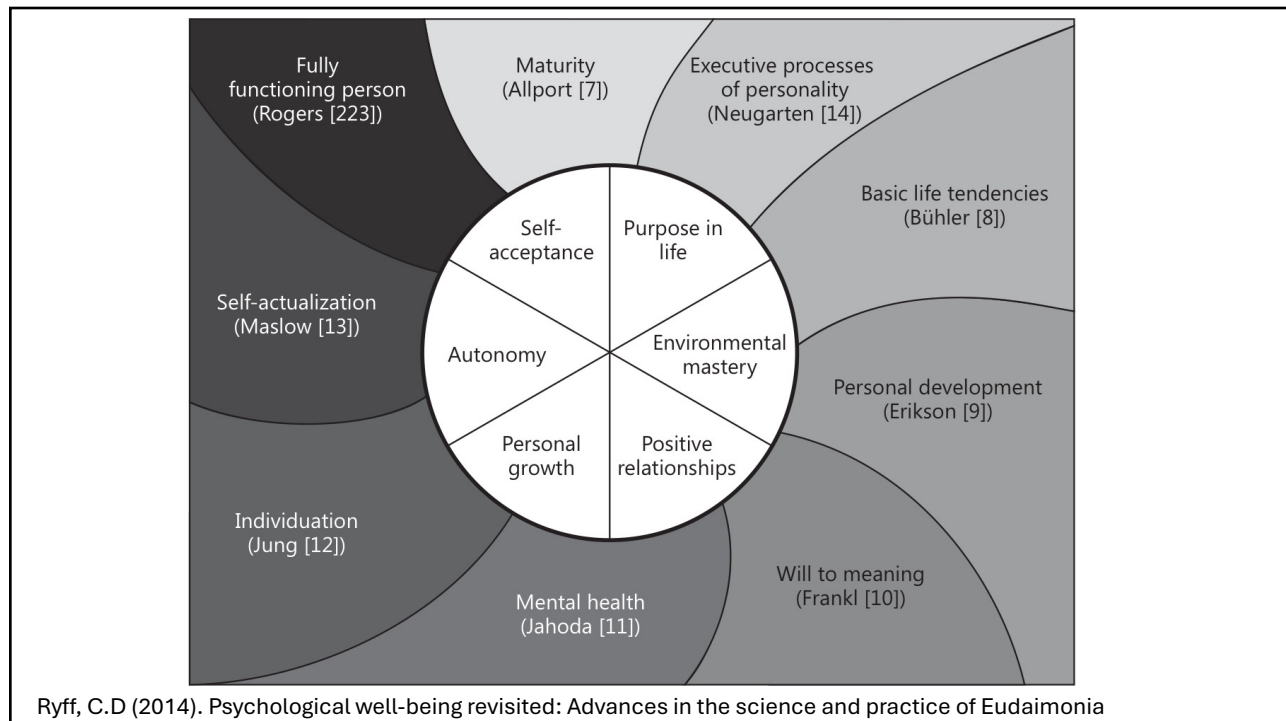 Fully
functioning person
(Rogers [223])
Maturity
(Allport [7])
Executive processes
of personality
(Neugarten [14])
Basic life tendencies
(Bühler [8])
Self-
acceptance
Purpose in
life
Self-actualization
(Maslow [13])
Autonomy
Environmental
mastery
Personal development
(Erikson [9])
Personal
growth
Positive
relationships
Individuation
(Jung [12])
Mental health
(Jahoda [11])
Will to meaning
(Frankl [10])
Ryff, C.D (2014). Psychological well-being revisited: Advances in the science and practice of Eudaimonia